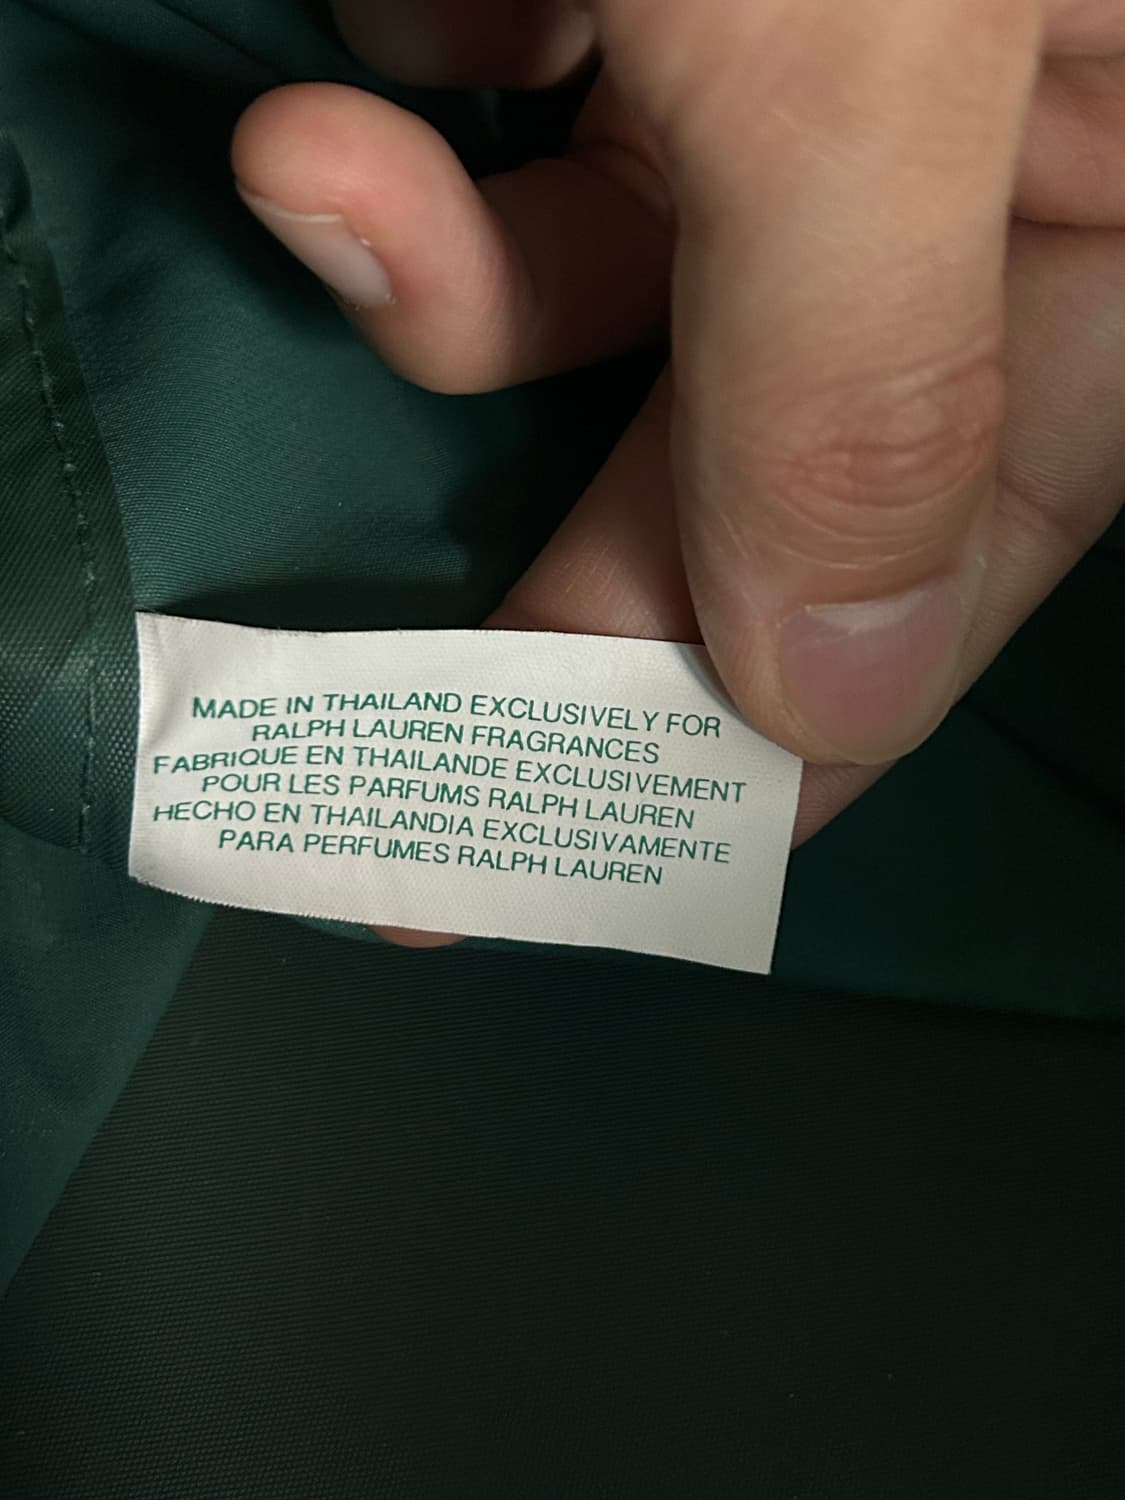 MADE IN THAILAND EXCLUSIVELY FOR
RALPH LAUREN FRAGRANCES
FABRIQUE EN THAILANDE EXCLUSIVEMENT
POUR LES PARFUMS RALPH LAUREN
HECHO EN THAILANDIA EXCLUSIVAMENTE
PARA PERFUMES RALPH LAUREN